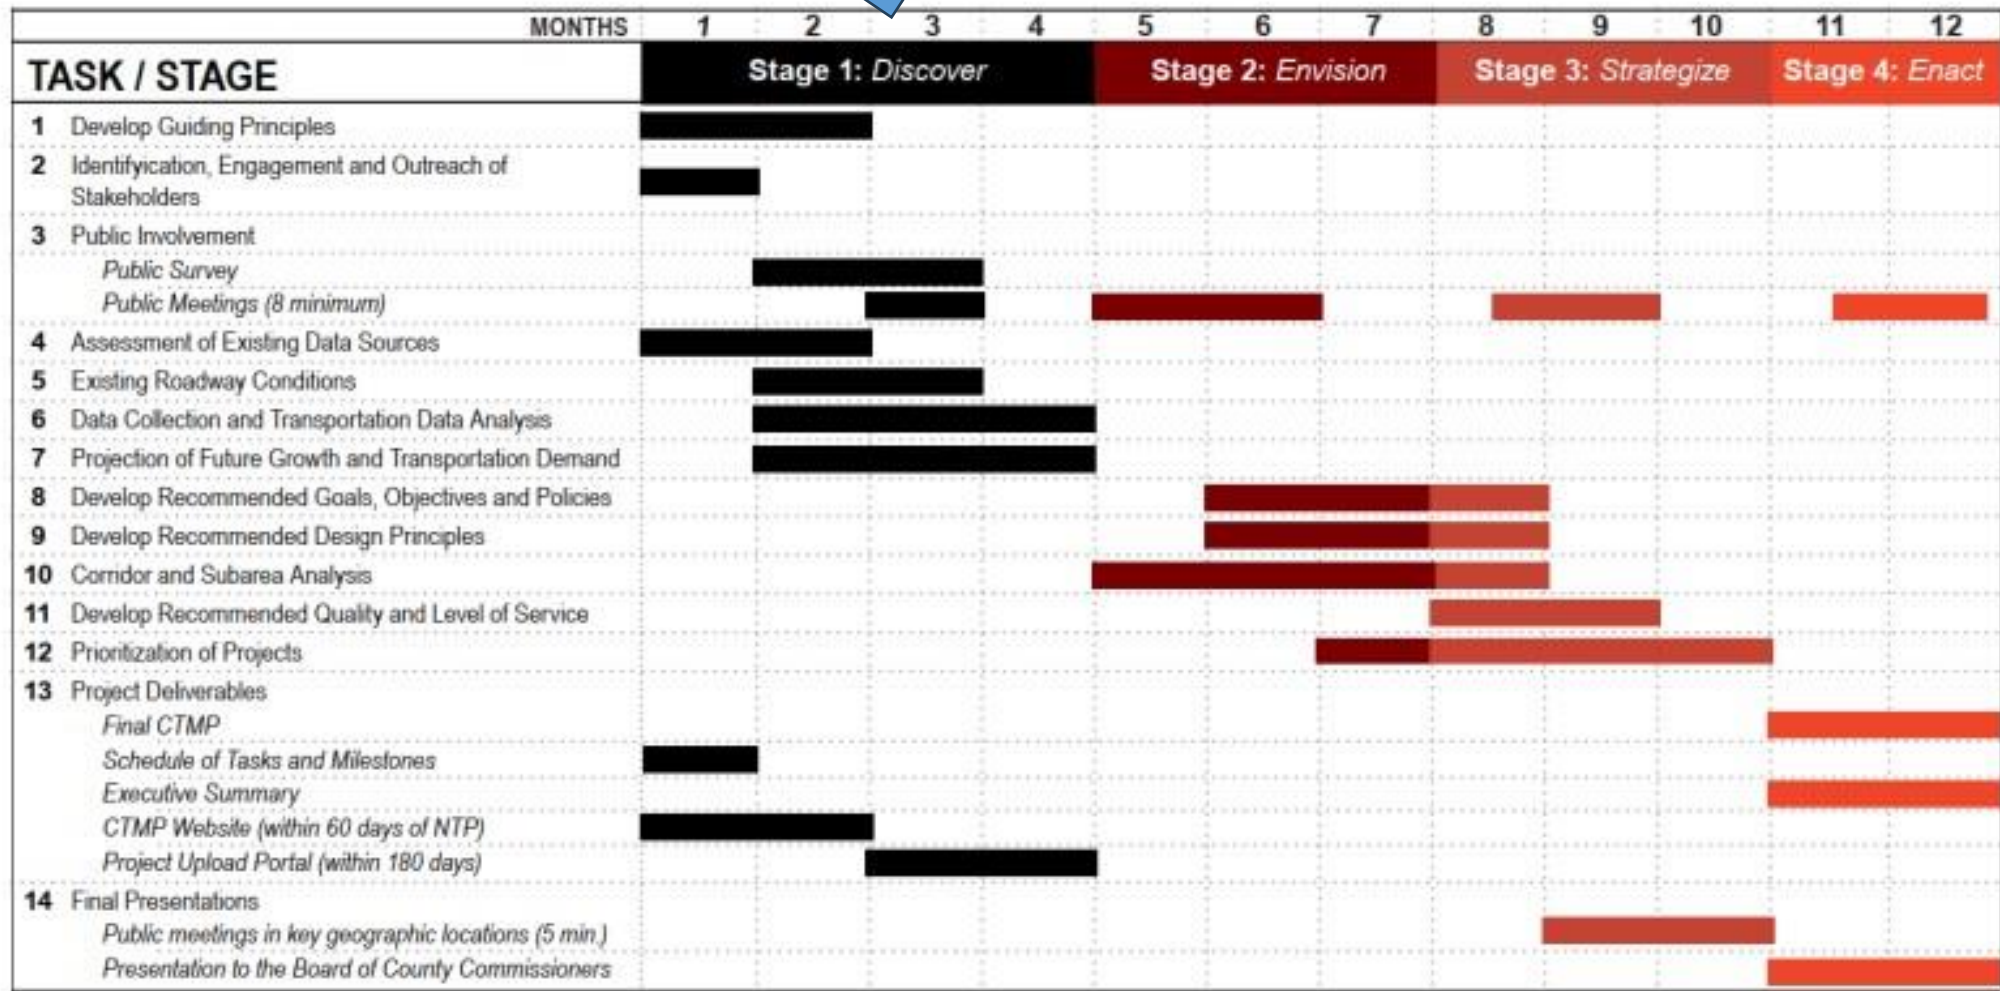 MONTHS 1 2 3 4 5 6 7 8 9 10 11 12
TASK / STAGE Stage 1: Discover Stage 2: Envision Stage 3: Strategize Stage 4: Enact
1 Develop Guiding Principles
2 Identifyication, Engagement and Outreach of
Stakeholders
3 Public Involvement
Public Survey
Public Meetings (8 minimum)
4 Assessment of Existing Data Sources
5 Existing Roadway Conditions
6 Data Collection and Transportation Data Analysis
7 Projection of Future Growth and Transportation Demand
8 Develop Recommended Goals, Objectives and Policies
9 Develop Recommended Design Principles
10 Corridor and Subarea Analysis
11 Develop Recommended Quality and Level of Service
12 Prioritization of Projects
13 Project Deliverables
Final CTMP
Schedule of Tasks and Milestones
Executive Summary
CTMP Website (within 60 days of NTP)
Project Upload Portal (within 180 days)
14 Final Presentations
Public meetings in key geographic locations (5 min.)
Presentation to the Board of County Commissioners